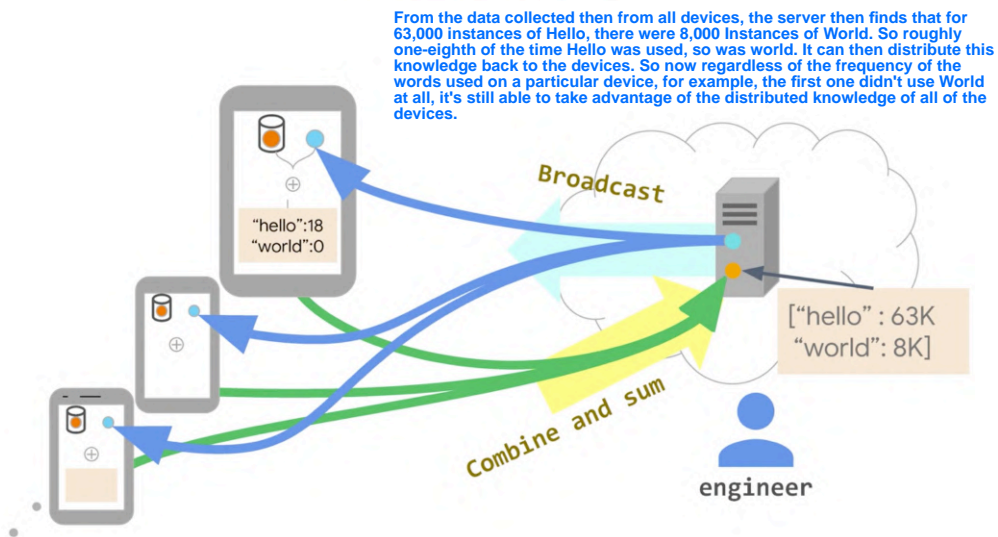 From the data collected then from all devices, the server then finds that for
63,000 instances of Hello, there were 8,000 Instances of World. So roughly
one-eighth of the time Hello was used, so was world. It can then distribute this
knowledge back to the devices. So now regardless of the frequency of the
words used on a particular device, for example, the first one didn't use World
at all, it's still able to take advantage of the distributed knowledge of all of the
devices.
Broadcast
“hello”:18
“world”:0
[“hello” : 63K
“world”: 8K]
Combine and sum
engineer